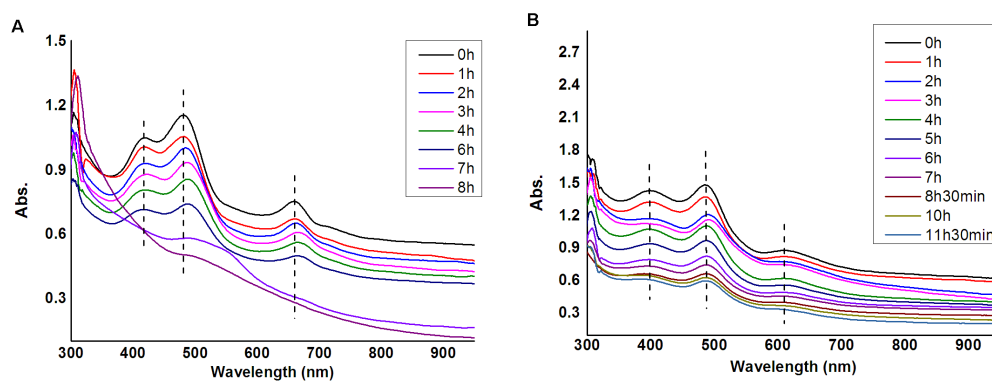 A
Abs.
1.5
1.2
0.9
0.6
0.3
300 400 500 600 700 800 900
Wavelength (nm)
0h
1h
2h
3h
4h
6h
7h
8h
B
Abs.
2.7
2.4
2.1
1.8
1.5
1.2
0.9
0.6
0.3
300 400 500 600 700 800 900
Wavelength (nm)
0h
1h
2h
3h
4h
5h
6h
7h
8h30min
10h
11h30min